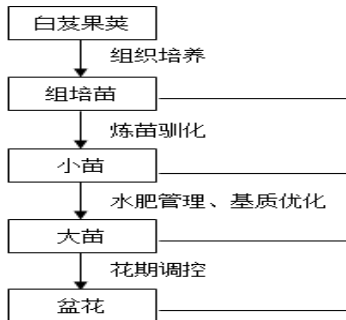 白芨果荚
组织培养
组培苗
炼苗驯化
小苗
水肥管理、基质优化
大苗
花期调控
盆花